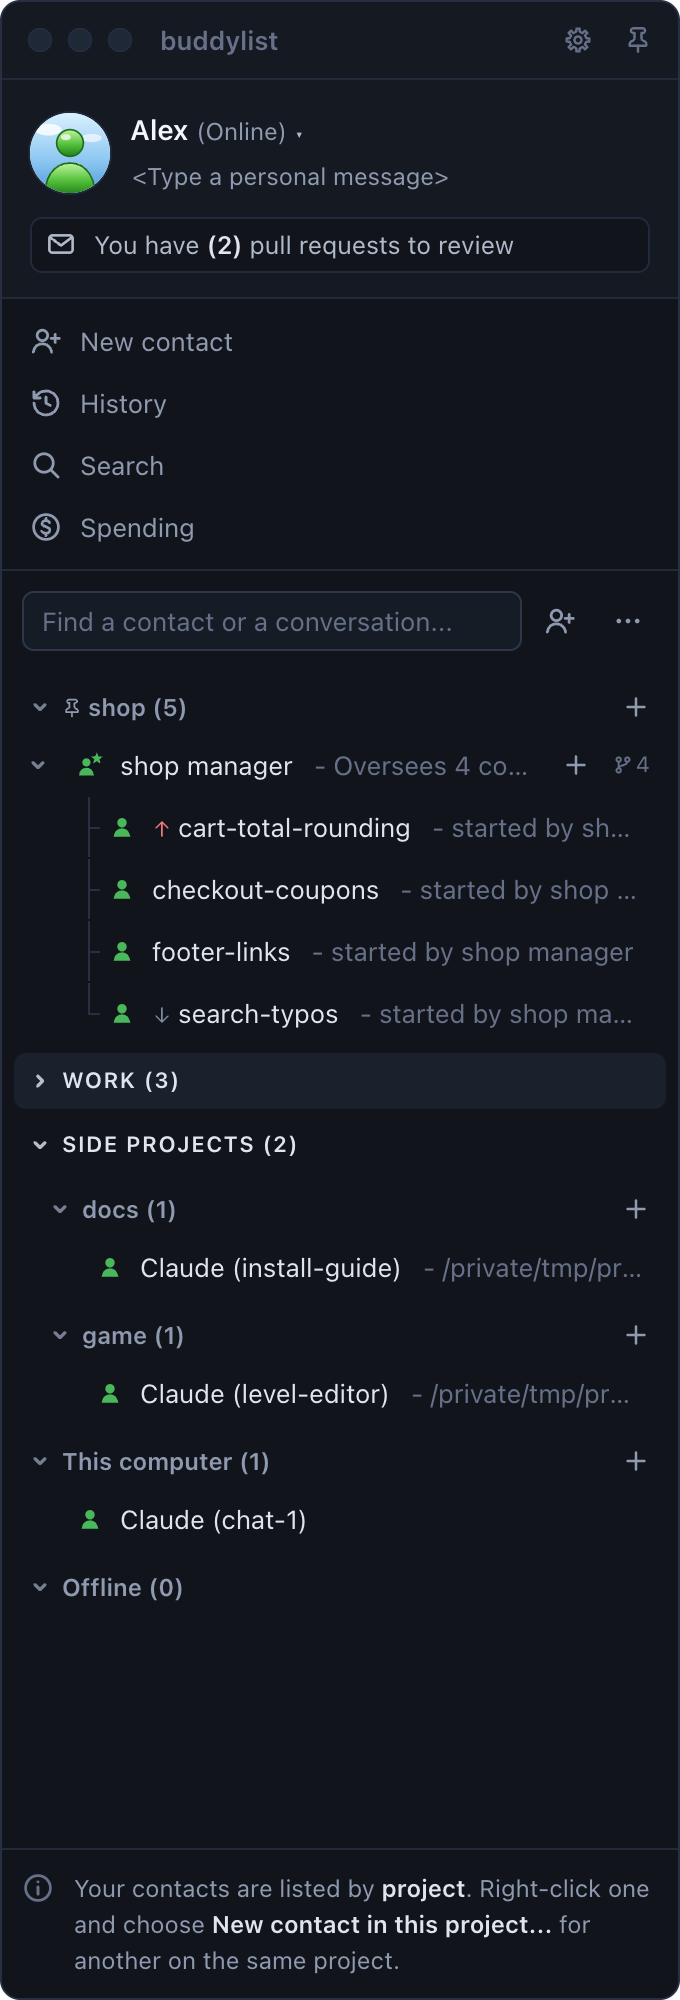 buddylist
Alex (Online)
<Type a personal message>
You have (2) pull requests to review
New contact
History
Search
Spending
Find a contact or a conversation...
shop (5)
shop manager - Oversees 4 co... 4
cart-total-rounding - started by sh...
checkout-coupons - started by shop ...
footer-links - started by shop manager
search-typos - started by shop ma...
WORK (3)
SIDE PROJECTS (2)
docs (1)
Claude (install-guide) - /private/tmp/pr...
game (1)
Claude (level-editor) - /private/tmp/pr...
This computer (1)
Claude (chat-1)
Offline (0)
Your contacts are listed by project. Right-click one
and choose New contact in this project... for
another on the same project.